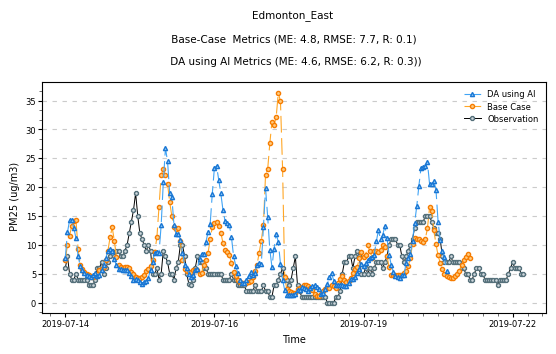 Edmonton_East
Base-Case Metrics (ME: 4.8, RMSE: 7.7, R: 0.1)
DA using AI Metrics (ME: 4.6, RMSE: 6.2, R: 0.3))
DA using AI
Base Case
Observation
PM25 (ug/m3)
35
30
25
20
15
10
5
0
2019-07-14
2019-07-16
2019-07-19
2019-07-22
Time